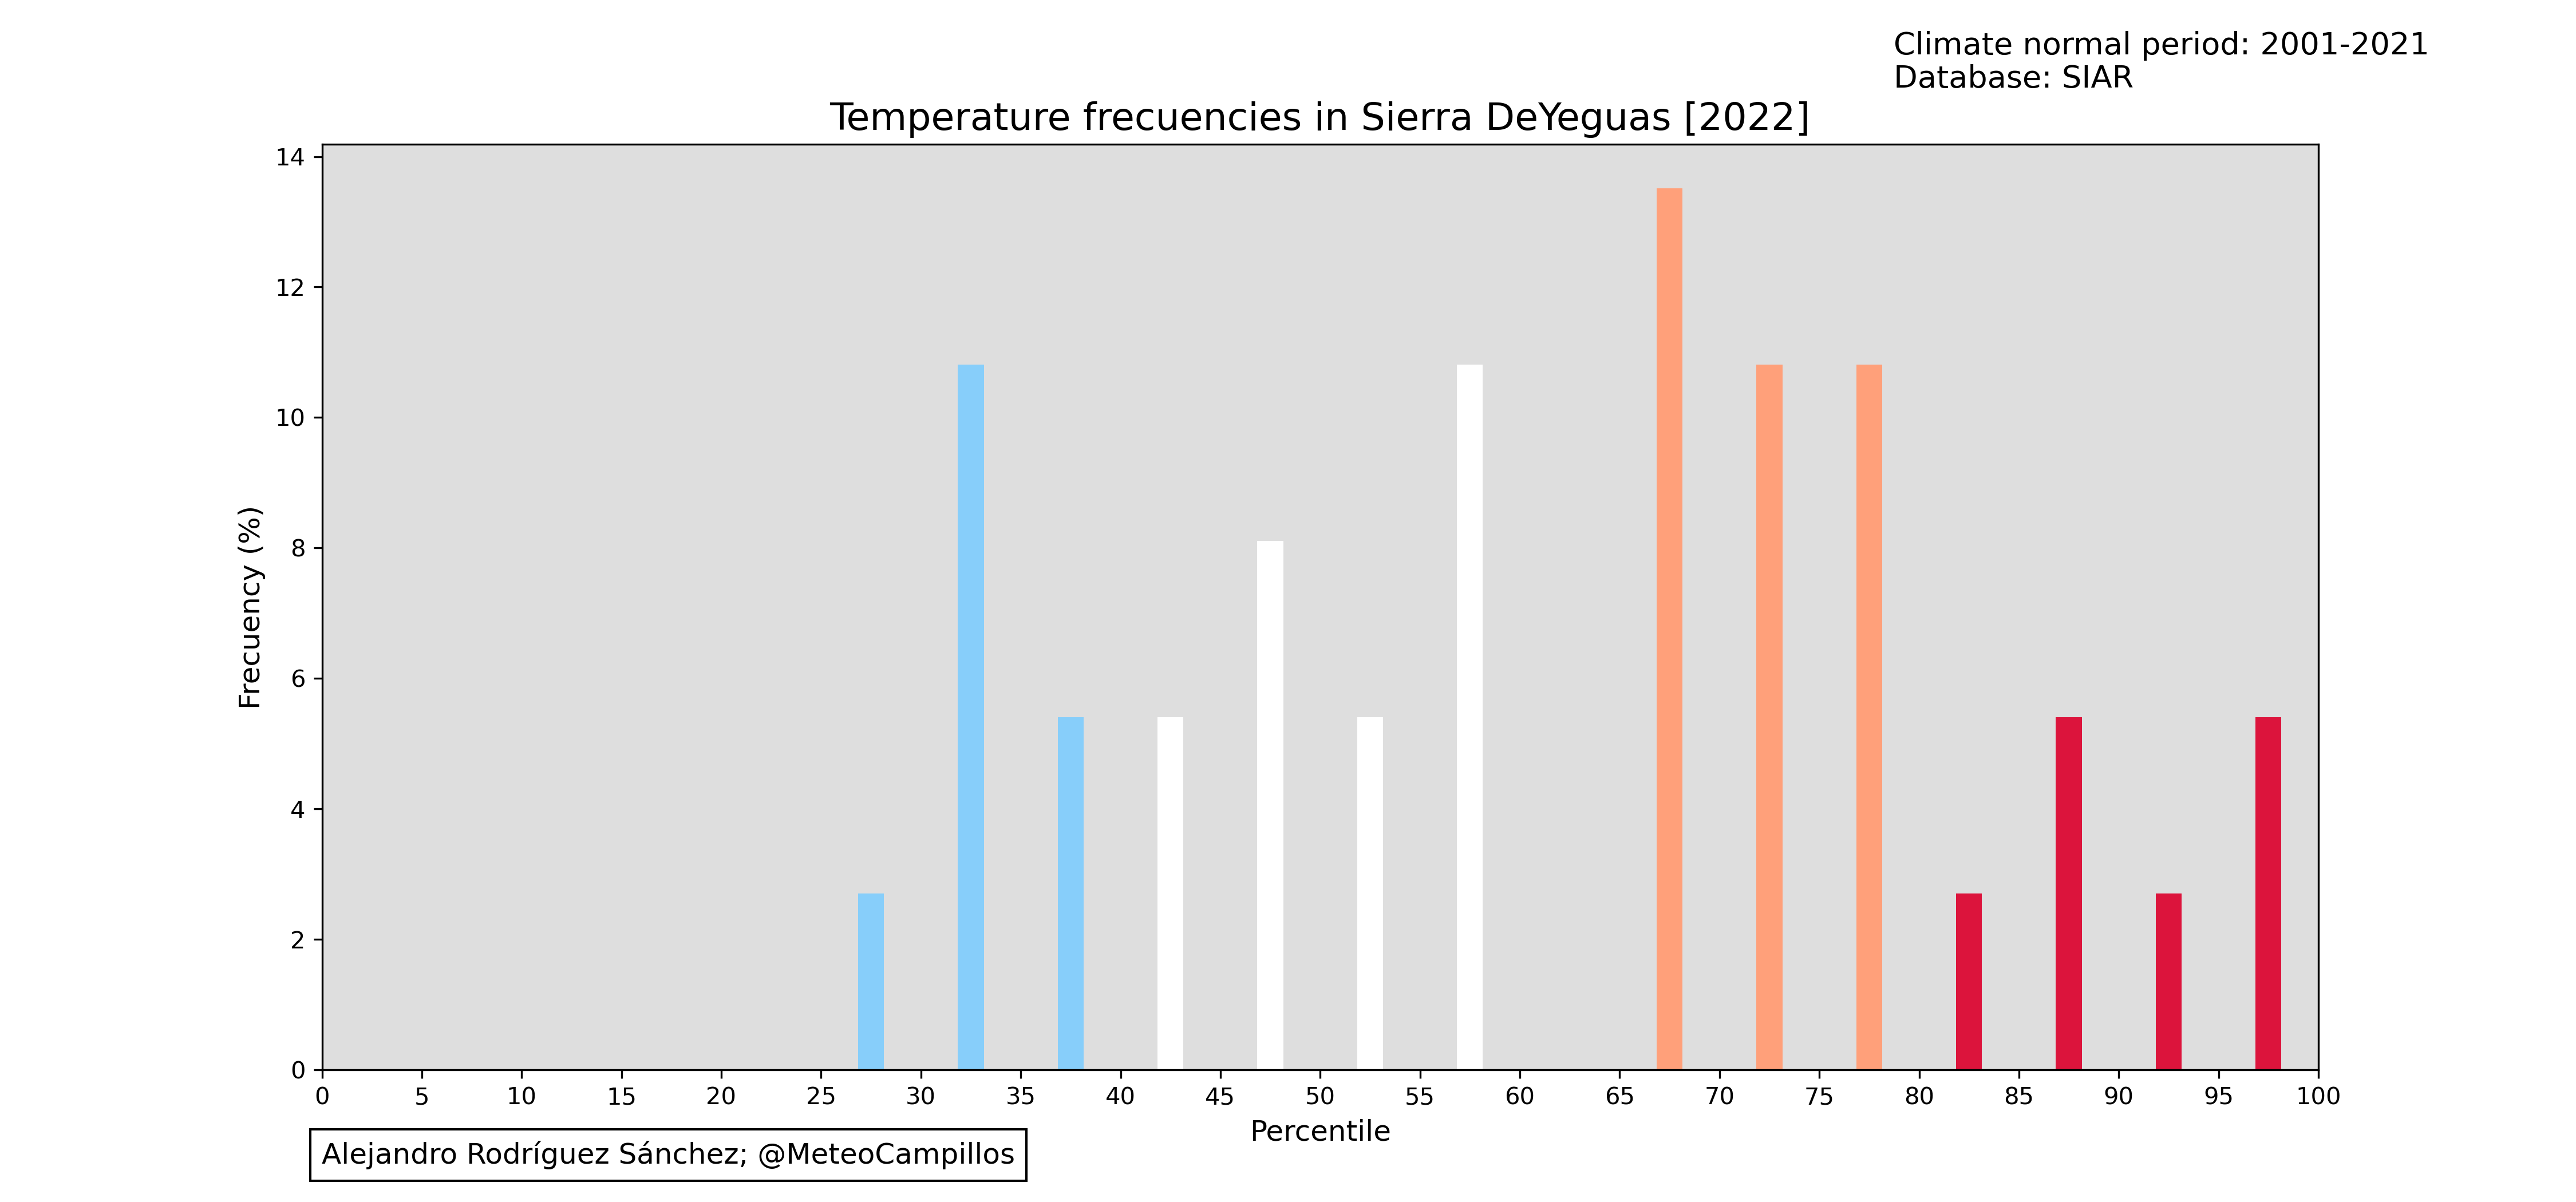 Climate normal period: 2001-2021
Database: SIAR
Temperature frecuencies in Sierra DeYeguas [2022]
14
12
10
8
6
4
2
0
Frecuency (%)
0 5 10 15 20 25 30 35 40 45 50 55 60 65 70 75 80 85 90 95 100
Percentile
Alejandro Rodríguez Sánchez; @MeteoCampillos